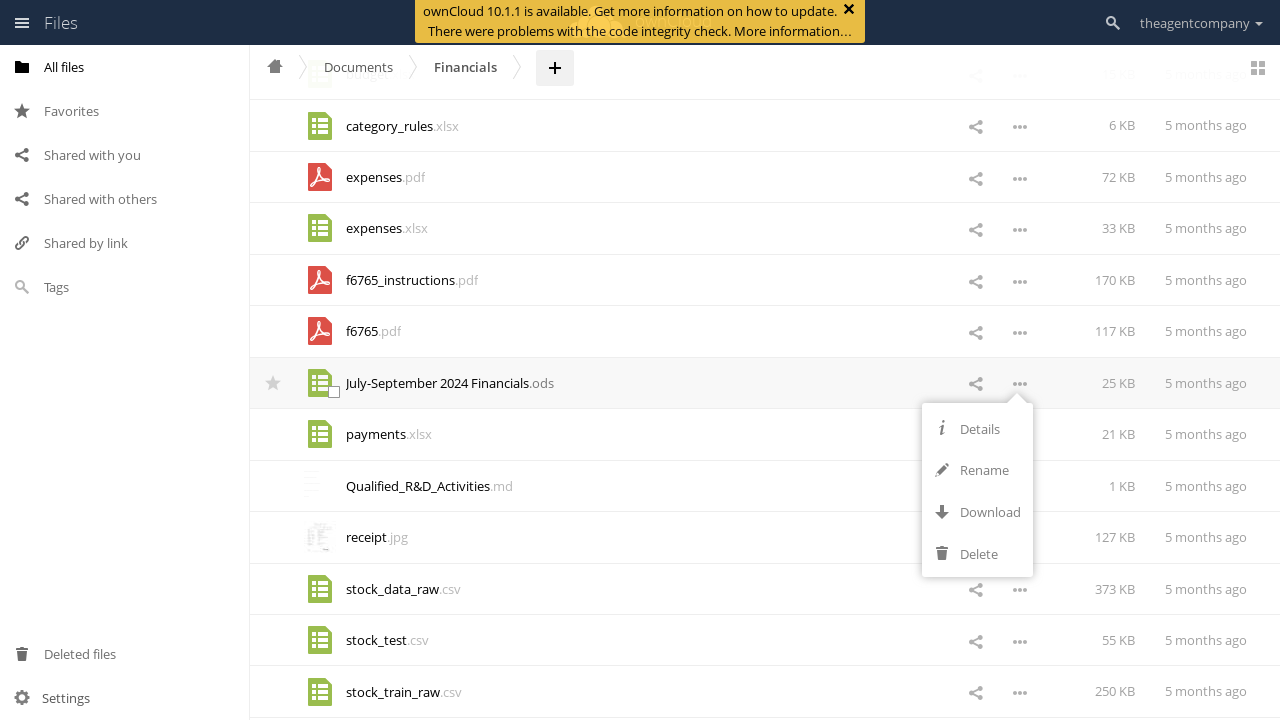 Files
ownCloud 10.1.1 is available. Get more information on how to update.
There were problems with the code integrity check. More information…
theagentcompany
All files
Favorites
Shared with you
Shared with others
Shared by link
Tags
Deleted files
Settings
Documents
Financials
category_rules.xlsx 6 KB 5 months ago
expenses.pdf 72 KB 5 months ago
expenses.xlsx 33 KB 5 months ago
f6765_instructions.pdf 170 KB 5 months ago
f6765.pdf 117 KB 5 months ago
July-September 2024 Financials.ods 25 KB 5 months ago
payments.xlsx 21 KB 5 months ago
Qualified_R&D_Activities.md 1 KB 5 months ago
receipt.jpg 127 KB 5 months ago
stock_data_raw.csv 373 KB 5 months ago
stock_test.csv 55 KB 5 months ago
stock_train_raw.csv 250 KB 5 months ago
Details
Rename
Download
Delete